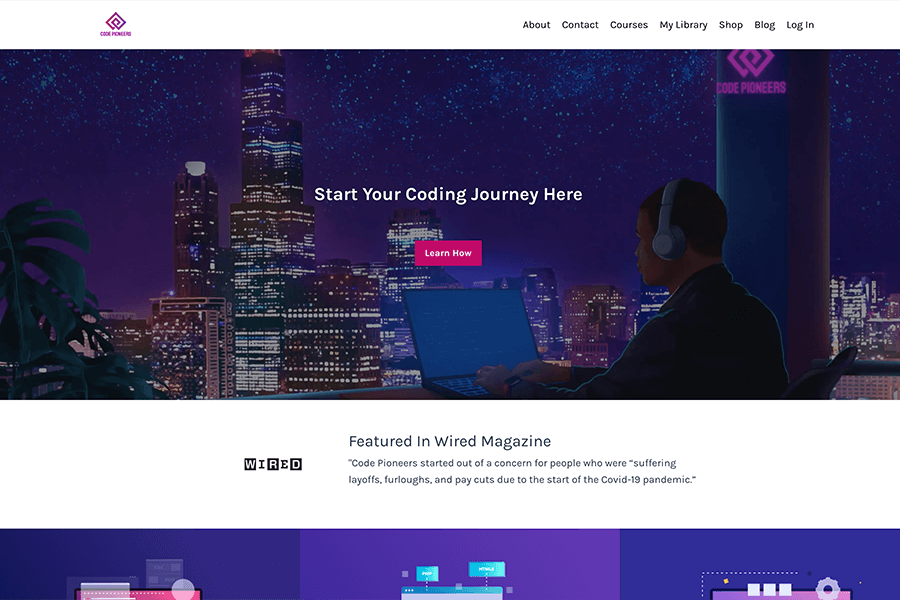 CODE PIONEERS
About Contact Courses My Library Shop Blog Log In
CODE PIONEERS
Start Your Coding Journey Here
Learn How
Featured In Wired Magazine
WIRED
"Code Pioneers started out of a concern for people who were “suffering
layoffs, furloughs, and pay cuts due to the start of the Covid-19 pandemic.”
PHP
HTML5